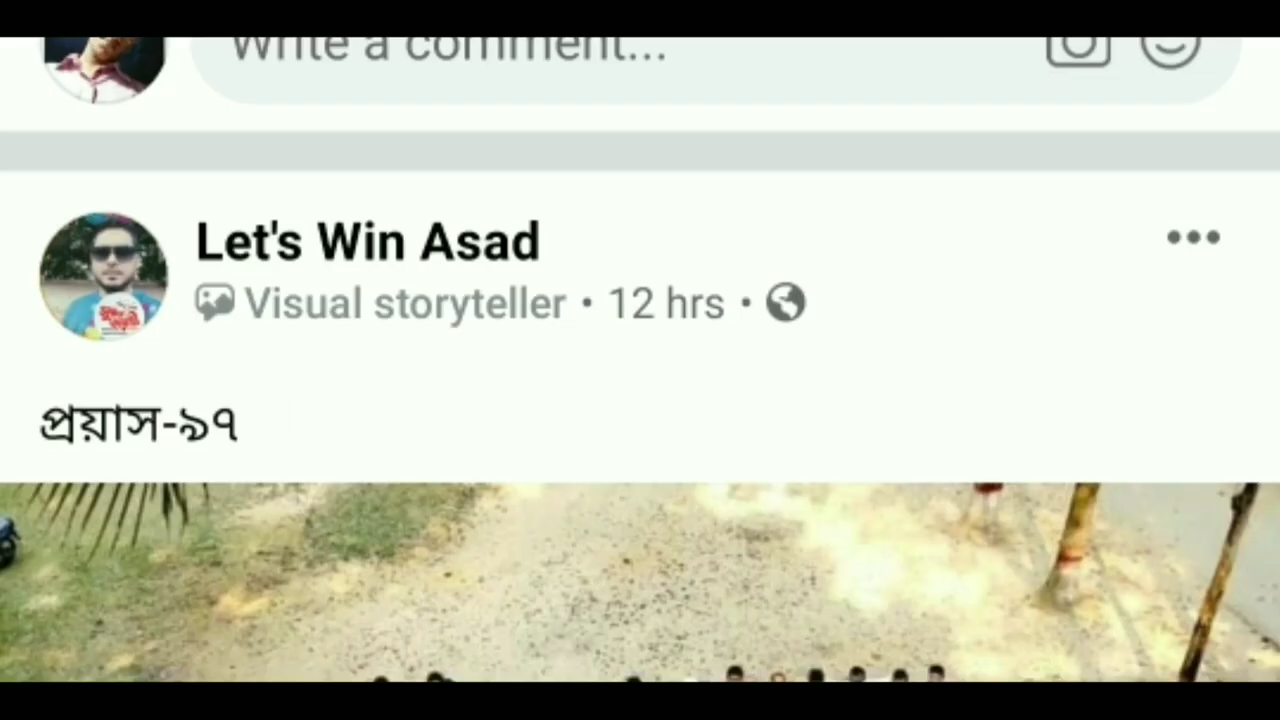 Write a comment...
Let's Win Asad
Visual storyteller • 12 hrs •
প্রয়াস-৯৭